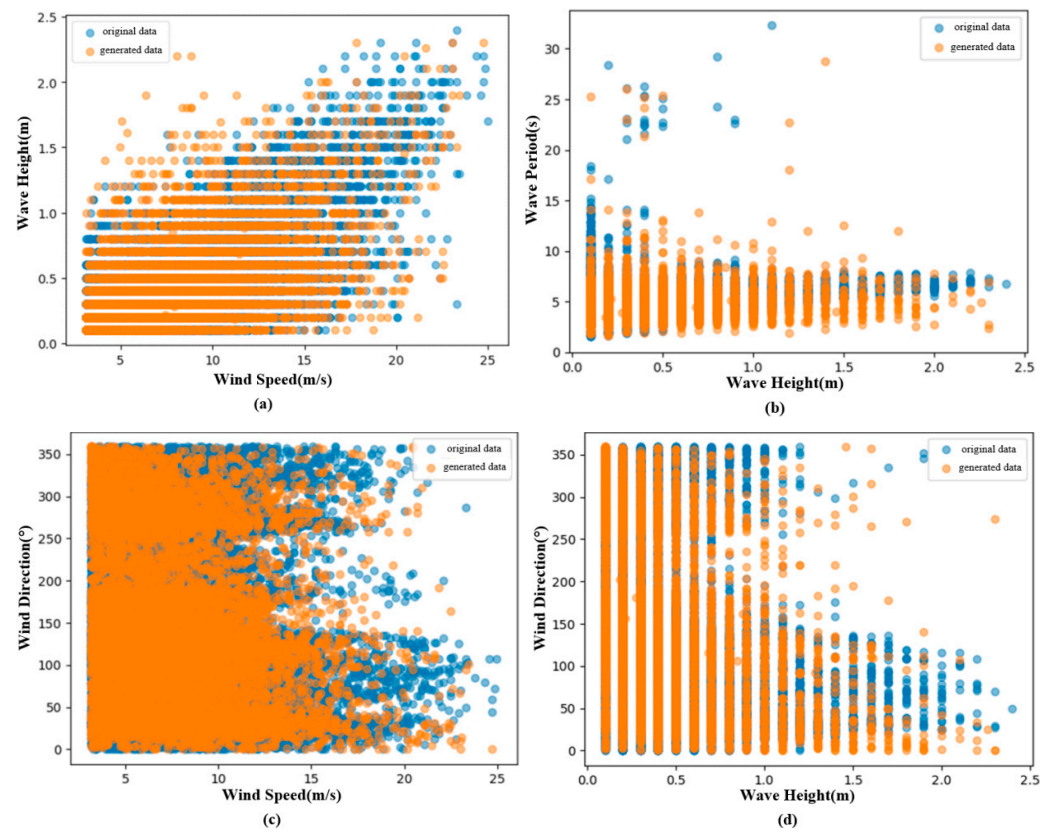 original data
generated data
2.5
2.0
1.5
1.0
0.5
0.0
Wave Height(m)
5
10
15
20
25
Wind Speed(m/s)
(a)
original data
generated data
30
25
20
15
10
5
0
Wave Period(s)
0.0
0.5
1.0
1.5
2.0
2.5
Wave Height(m)
(b)
original data
generated data
350
300
250
200
150
100
50
0
Wind Direction(°)
5
10
15
20
25
Wind Speed(m/s)
(c)
original data
generated data
350
300
250
200
150
100
50
0
Wind Direction(°)
0.0
0.5
1.0
1.5
2.0
2.5
Wave Height(m)
(d)